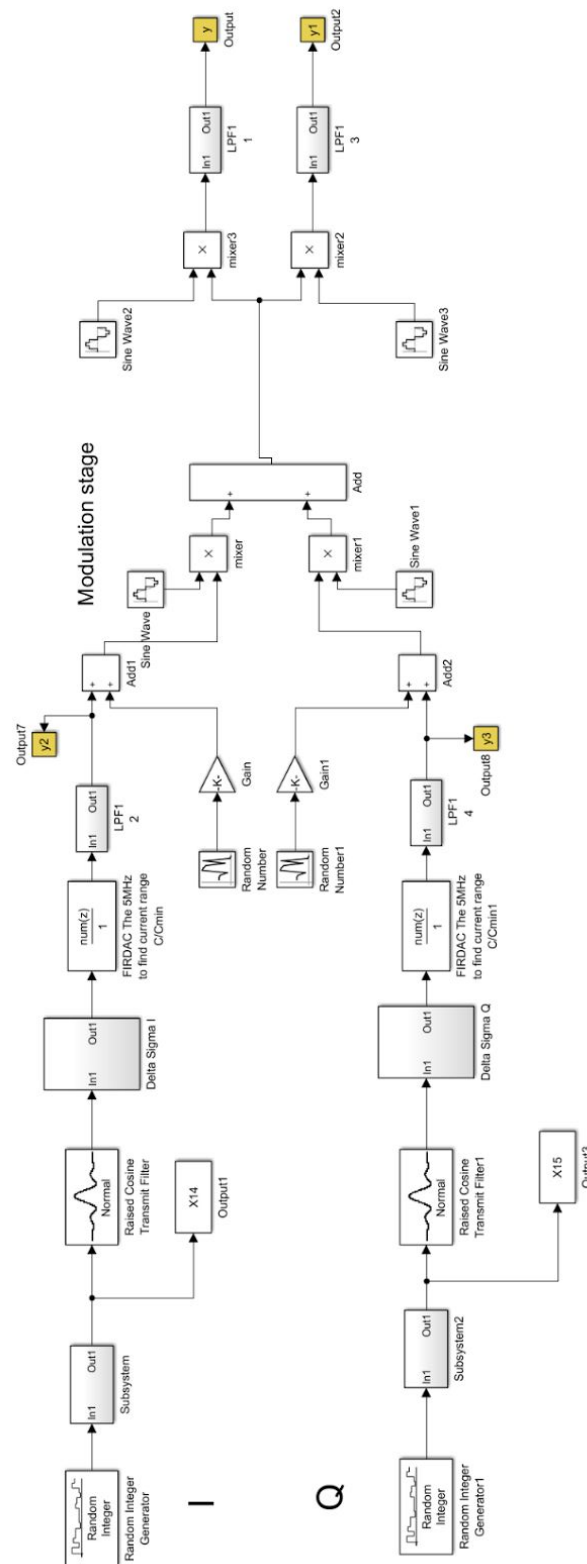 I
Random
Integer
Random Integer
Generator
In1
Out1
Subsystem
X14
Output1
Normal
Raised Cosine
Transmit Filter
In1
Out1
Delta Sigma I
num(z)
1
FIRDAC The 5MHz
to find current range
C/Cmin
In1
Out1
LPF1
2
y2
Output7
+
+
Add1
Random
Number
-K-
Gain
Modulation stage
Sine Wave
×
mixer
+
+
Add
Sine Wave2
×
mixer3
In1
Out1
LPF1
1
y
Output
Q
Random
Integer
Random Integer
Generator1
In1
Out1
Subsystem2
X15
Output3
Normal
Raised Cosine
Transmit Filter1
In1
Out1
Delta Sigma Q
num(z)
1
FIRDAC The 5MHz
to find current range
C/Cmin1
In1
Out1
LPF1
4
y3
Output8
Random
Number1
-K-
Gain1
+
+
Add2
×
mixer1
Sine Wave1
×
mixer2
Sine Wave3
In1
Out1
LPF1
3
y1
Output2